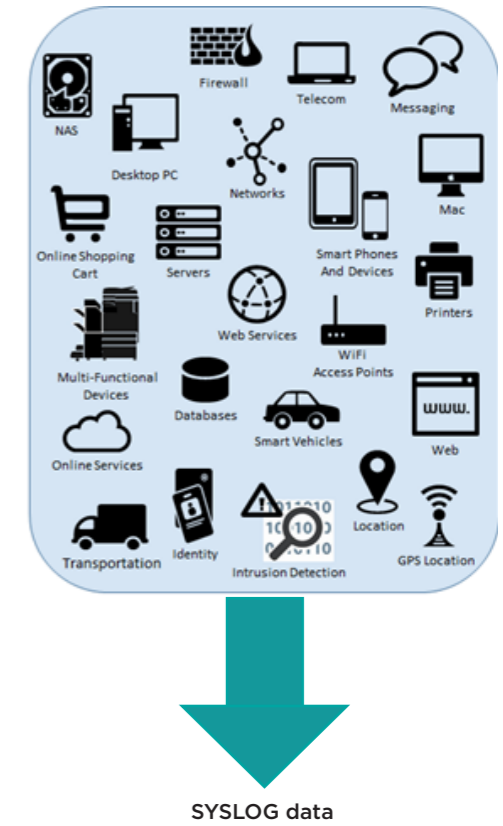 Firewall
Telecom
Messaging
NAS
Desktop PC
Networks
Mac
Online Shopping
Cart
Servers
Smart Phones
And Devices
Printers
Web Services
WiFi
Access Points
Multi-Functional
Devices
Databases
Smart Vehicles
www.
Web
Online Services
Location
Transportation
Identity
011010
Intrusion Detection
GPS Location
SYSLOG data